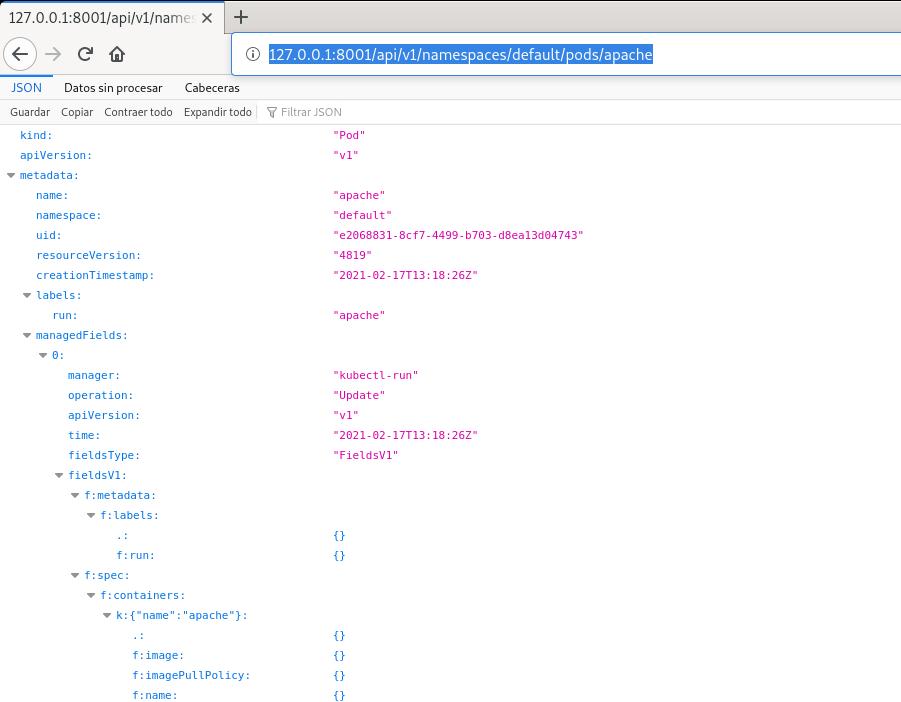 127.0.0.1:8001/api/v1/names
127.0.0.1:8001/api/v1/namespaces/default/pods/apache
JSON Datos sin procesar Cabeceras
Guardar Copiar Contraer todo Expandir todo Filtrar JSON
kind: "Pod"
apiVersion: "v1"
metadata:
name: "apache"
namespace: "default"
uid: "e2068831-8cf7-4499-b703-d8ea13d04743"
resourceVersion: "4819"
creationTimestamp: "2021-02-17T13:18:26Z"
labels:
run: "apache"
managedFields:
0:
manager: "kubectl-run"
operation: "Update"
apiVersion: "v1"
time: "2021-02-17T13:18:26Z"
fieldsType: "FieldsV1"
fieldsV1:
f:metadata:
f:labels:
.: {}
f:run: {}
f:spec:
f:containers:
k:{"name":"apache"}:
.: {}
f:image: {}
f:imagePullPolicy: {}
f:name: {}